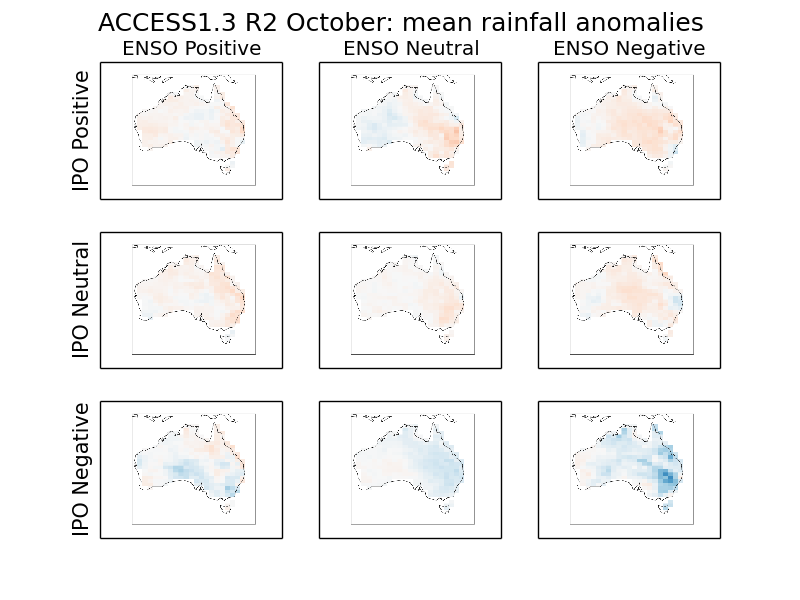 ACCESS1.3 R2 October: mean rainfall anomalies
ENSO Positive
ENSO Neutral
ENSO Negative
IPO Positive
IPO Neutral
IPO Negative